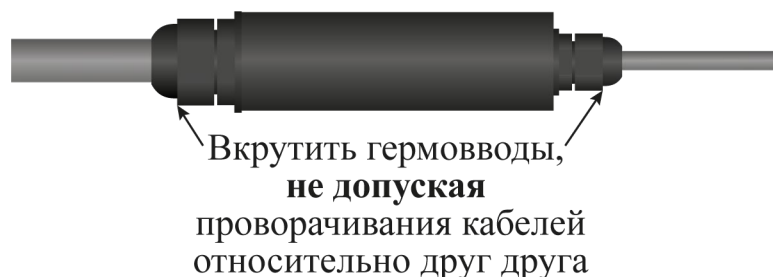 Вкрутить гермовводы,
не допуская
проворачивания кабелей
относительно друг друга